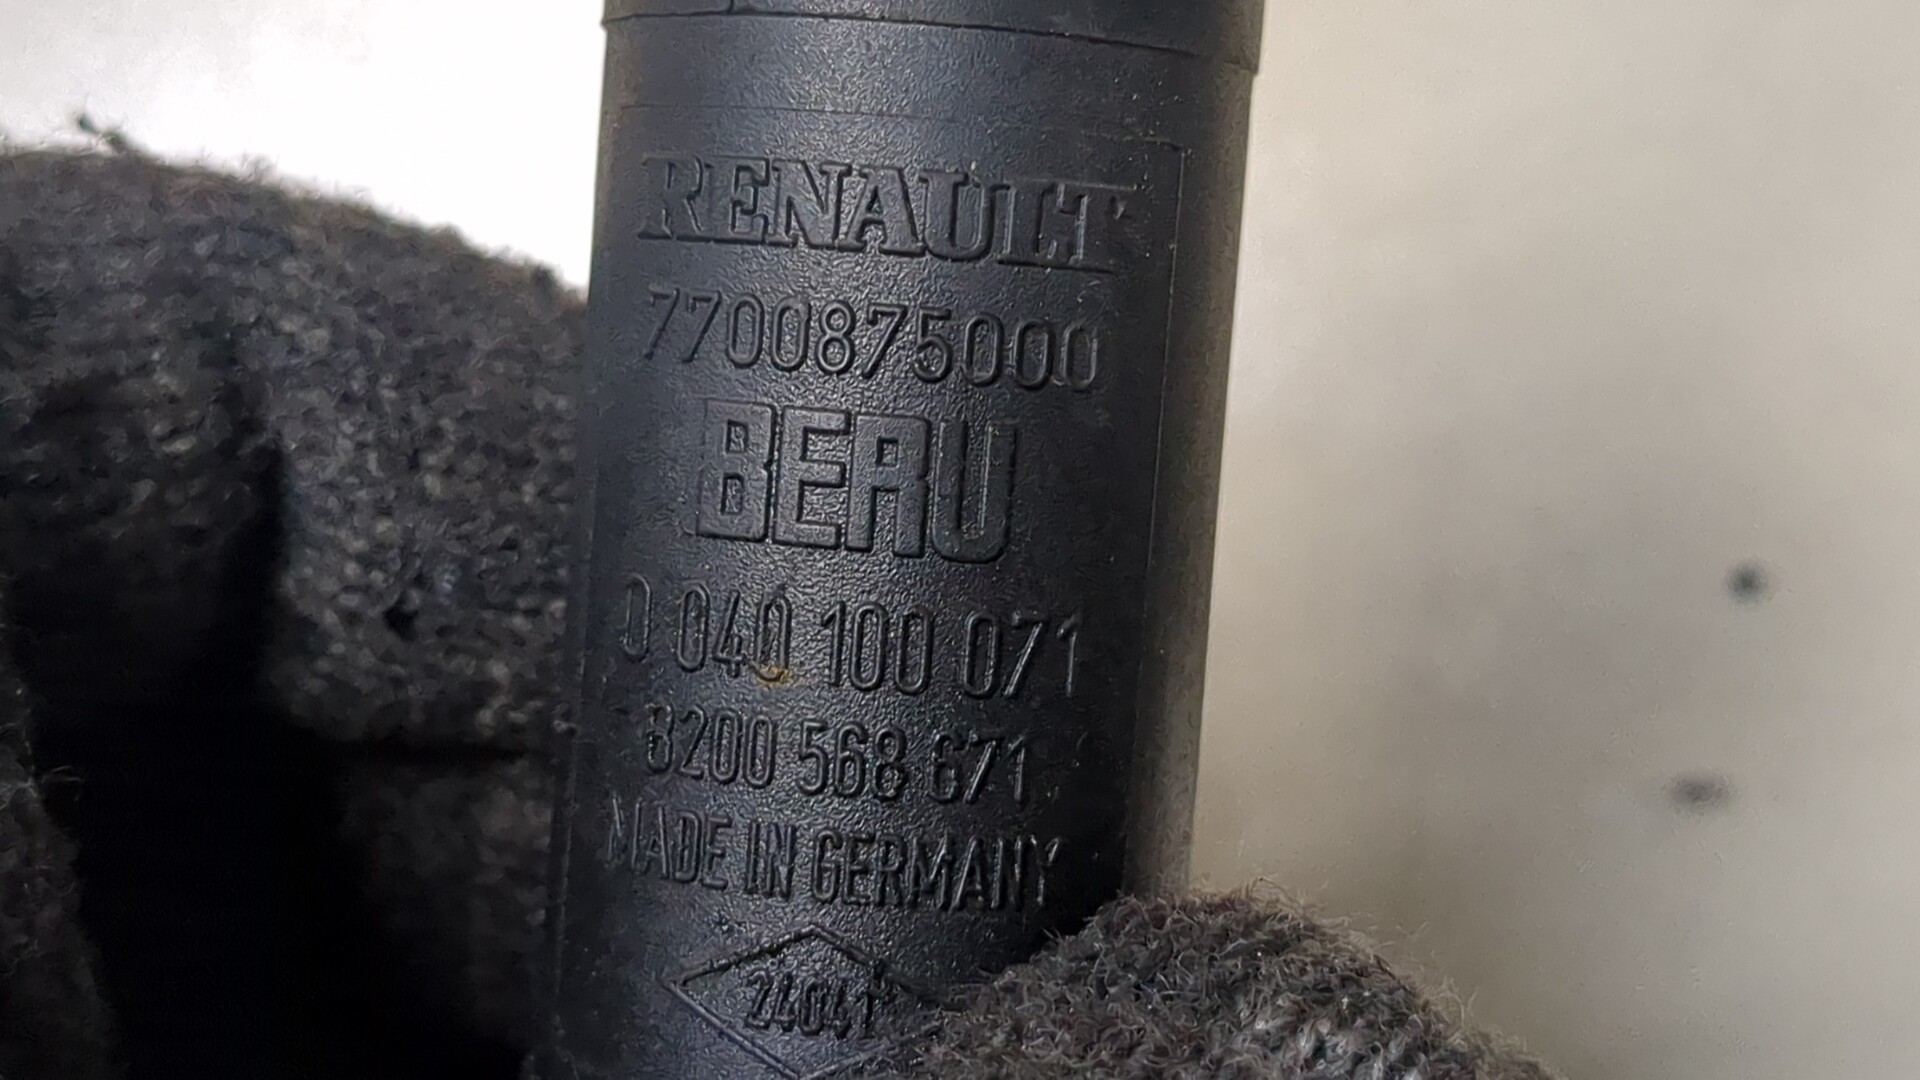 RENAULT
7700875000
BERU
0 040 100 071
8200 568 671
MADE IN GERMANY
24041